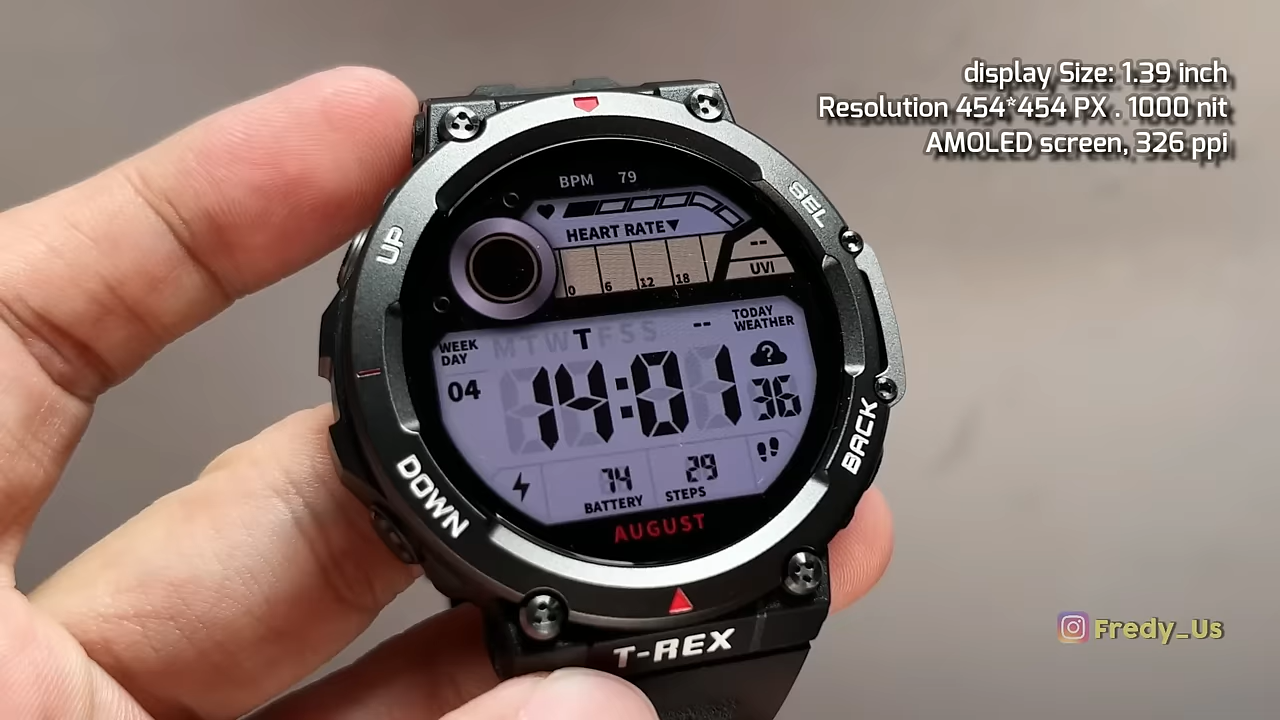 display Size: 1.39 inch
Resolution 454*454 PX . 1000 nit
AMOLED screen, 326 ppi
BPM 79
HEART RATE▼
0 6 12 18
--
UVI
SEL
UP
WEEK DAY
M T W T F S S
--
TODAY WEATHER
04
14:01
?
36
74
BATTERY
29
STEPS
AUGUST
DOWN
BACK
T-REX
Fredy_Us